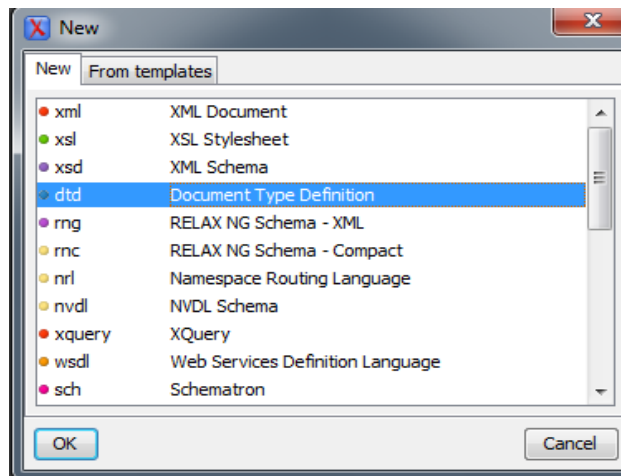 New
New From templates
xml XML Document
xsl XSL Stylesheet
xsd XML Schema
dtd Document Type Definition
rng RELAX NG Schema - XML
rnc RELAX NG Schema - Compact
nrl Namespace Routing Language
nvdl NVDL Schema
xquery XQuery
wsdl Web Services Definition Language
sch Schematron
OK Cancel